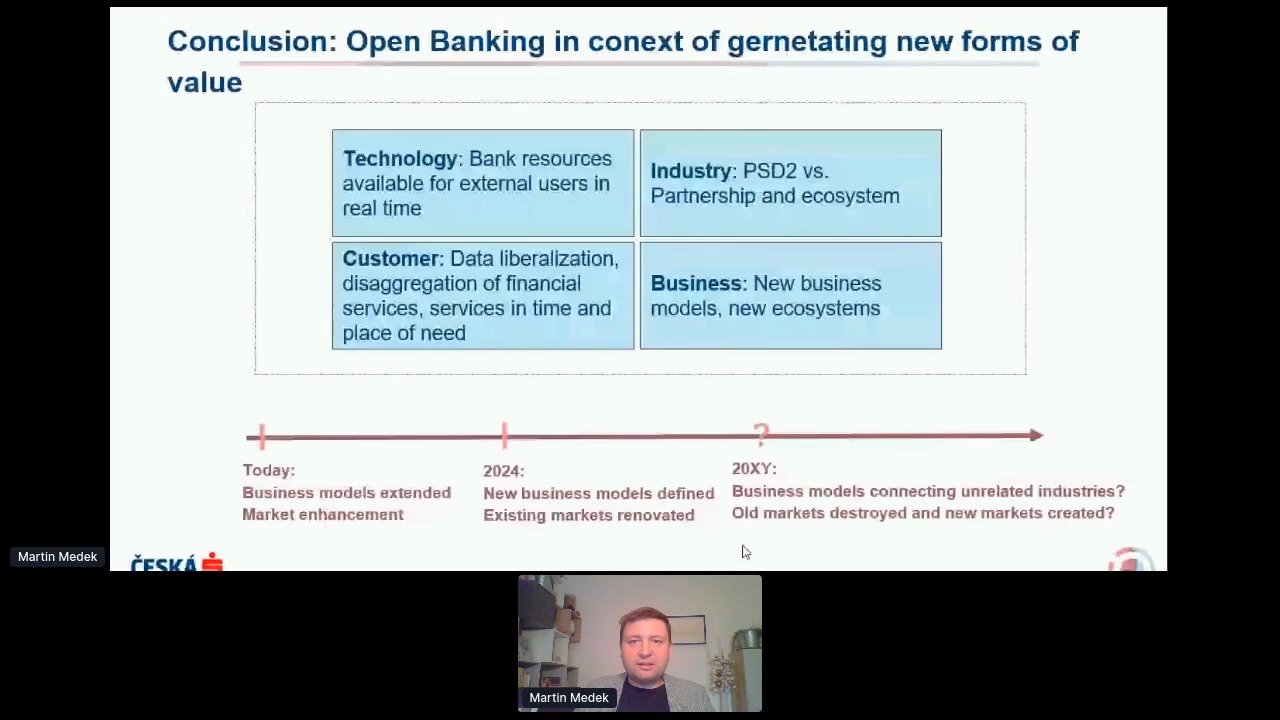 Conclusion: Open Banking in conext of gernetating new forms of
value
Technology: Bank resources
available for external users in
real time
Industry: PSD2 vs.
Partnership and ecosystem
Customer: Data liberalization,
disaggregation of financial
services, services in time and
place of need
Business: New business
models, new ecosystems
?
Today:
Business models extended
Market enhancement
2024:
New business models defined
Existing markets renovated
20XY:
Business models connecting unrelated industries?
Old markets destroyed and new markets created?
Martin Medek
ČESKÁ
Martin Medek